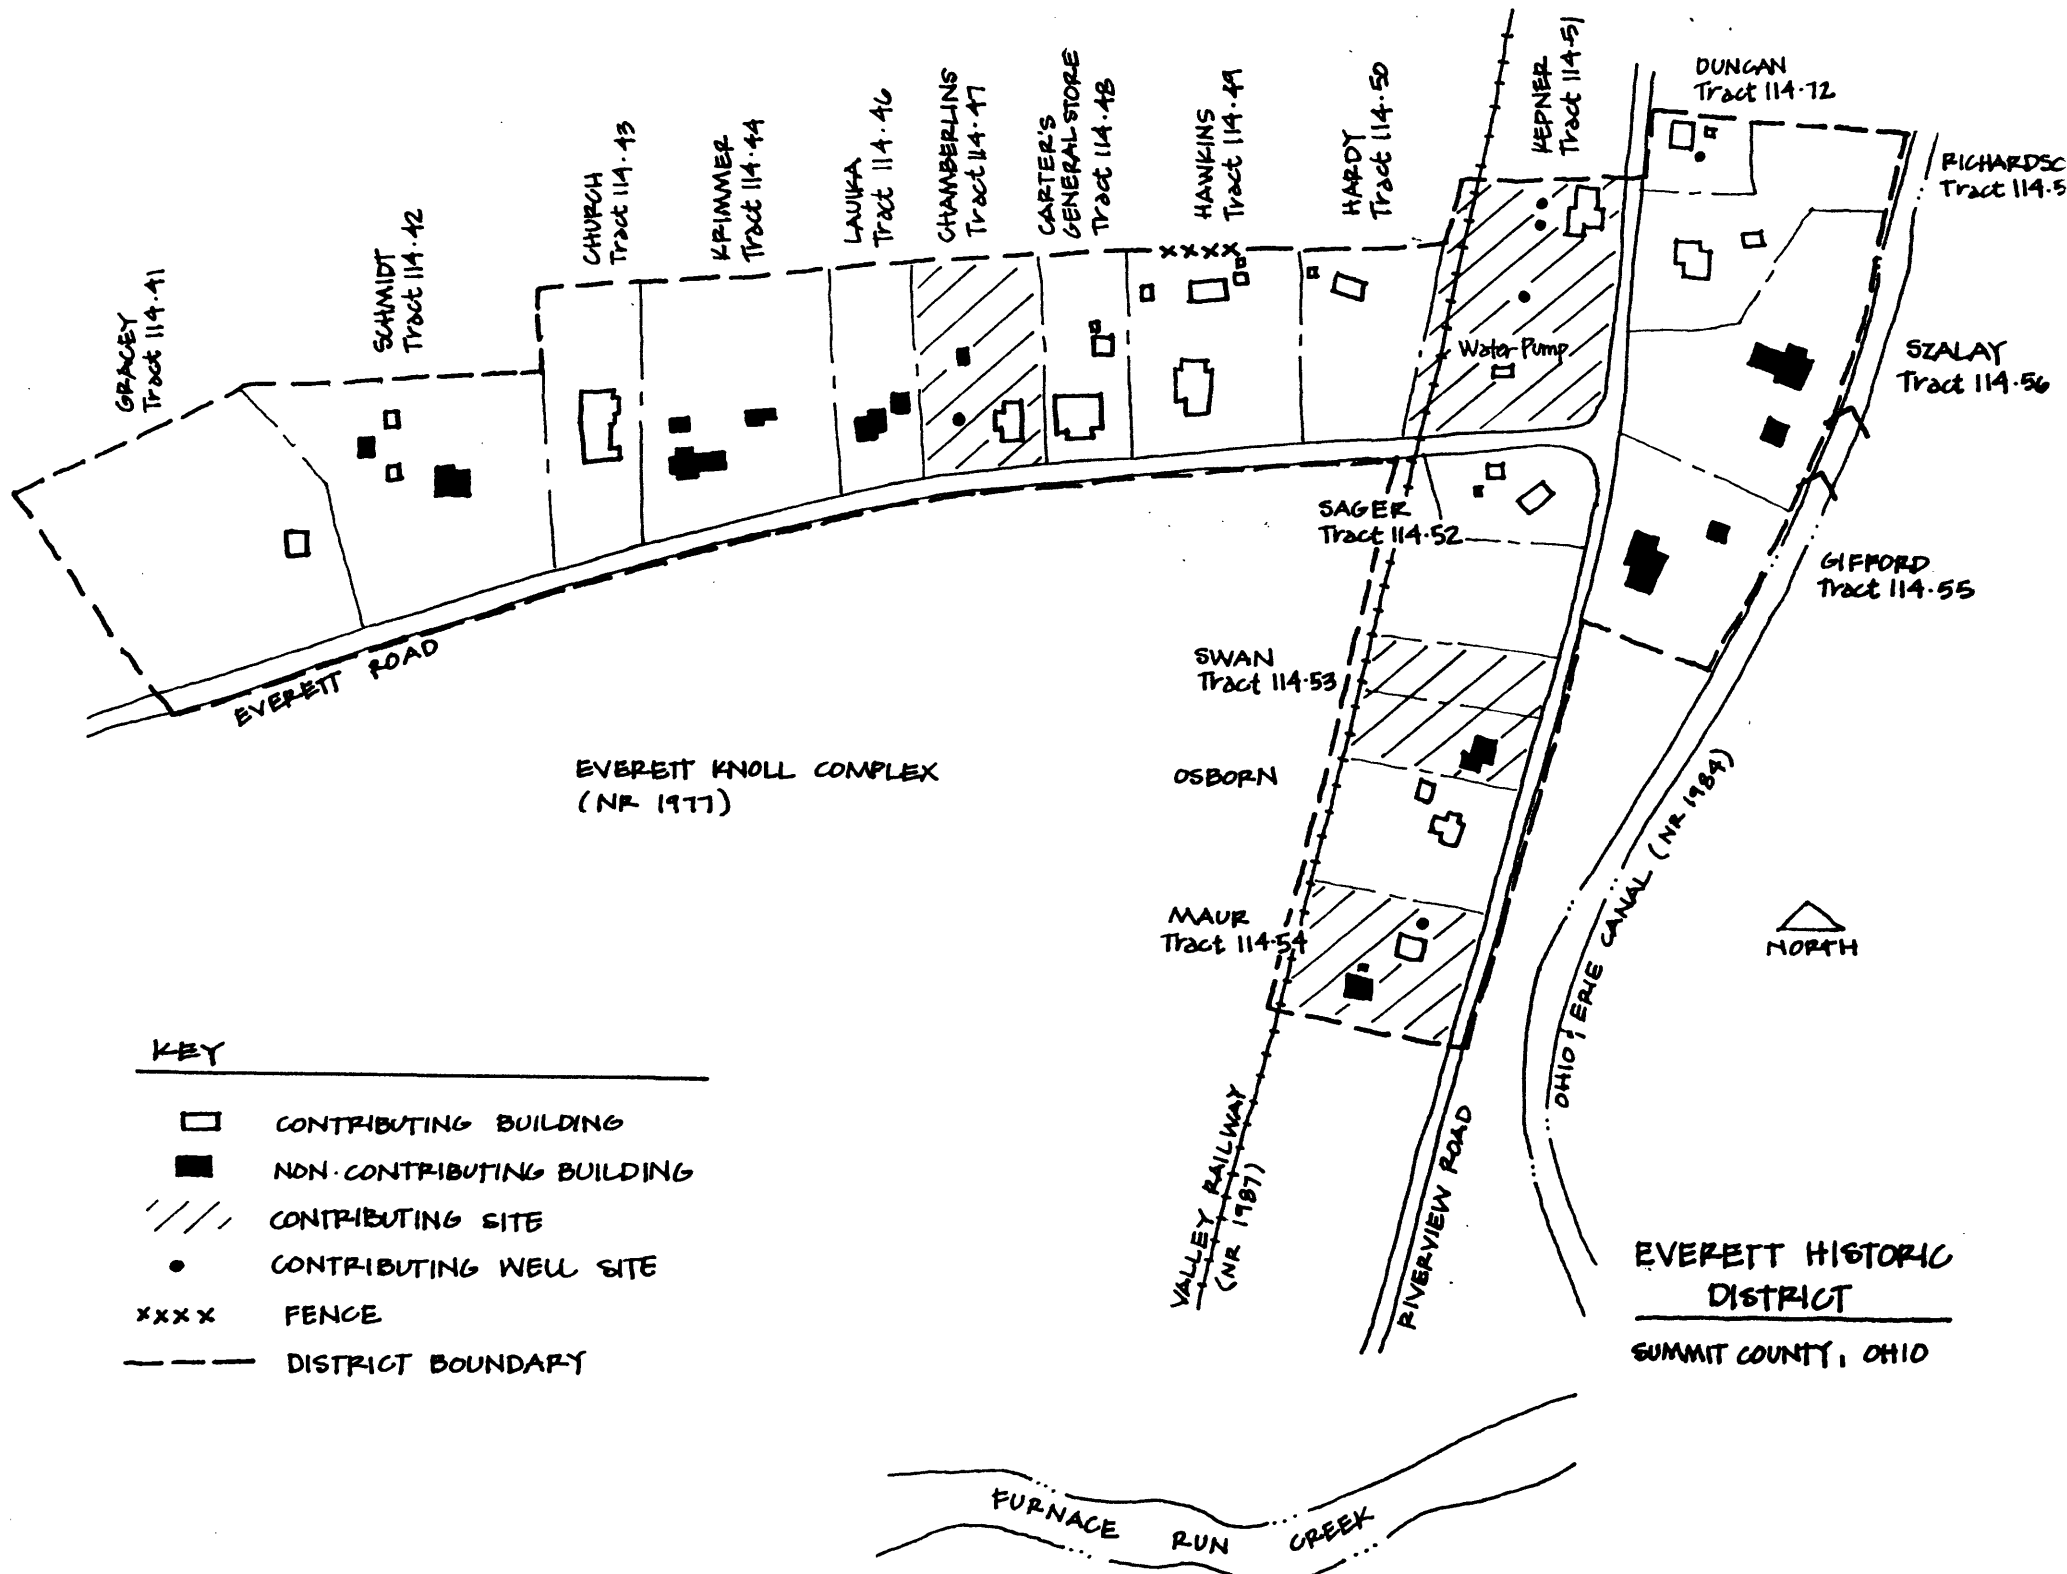 GRACEY
Tract 114.41
SCHMIDT
Tract 114.42
CHURCH
Tract 114.43
KRIMMER
Tract 114.44
LAUKA
Tract 114.46
CHAMBERLINS
Tract 114.47
CARTER'S
GENERAL STORE
Tract 114.48
HAWKINS
Tract 114.49
HARDY
Tract 114.50
KEPNER
Tract 114.51
DUNCAN
Tract 114.72
RICHARDSO
Tract 114.5
XXXX
Water Pump
SZALAY
Tract 114.56
SAGER
Tract 114.52
GIFFORD
Tract 114.55
EVERETT ROAD
SWAN
Tract 114.53
EVERETT KNOLL COMPLEX
(NR 1977)
OSBORN
MAUR
Tract 114.54
OHIO & ERIE CANAL (NR 1984)
NORTH
VALLEY RAILWAY
(NR 1987)
RIVERVIEW ROAD
KEY
CONTRIBUTING BUILDING
NON.CONTRIBUTING BUILDING
CONTRIBUTING SITE
CONTRIBUTING WELL SITE
XXXX FENCE
DISTRICT BOUNDARY
EVERETT HISTORIC
DISTRICT
SUMMIT COUNTY, OHIO
FURNACE RUN CREEK